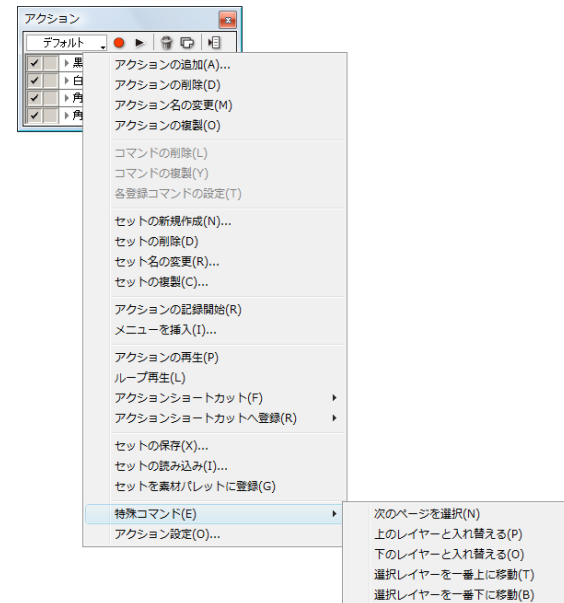 アクション
デフォルト
黒
白
角
角
アクションの追加(A)...
アクションの削除(D)
アクション名の変更(M)
アクションの複製(O)
コマンドの削除(L)
コマンドの複製(Y)
各登録コマンドの設定(T)
セットの新規作成(N)...
セットの削除(D)
セット名の変更(R)...
セットの複製(C)...
アクションの記録開始(R)
メニューを挿入(I)...
アクションの再生(P)
ループ再生(L)
アクションショートカット(F)
アクションショートカットへ登録(R)
セットの保存(X)...
セットの読み込み(I)...
セットを素材パレットに登録(G)
特殊コマンド(E)
アクション設定(O)...
次のページを選択(N)
上のレイヤーと入れ替える(P)
下のレイヤーと入れ替える(O)
選択レイヤーを一番上に移動(T)
選択レイヤーを一番下に移動(B)